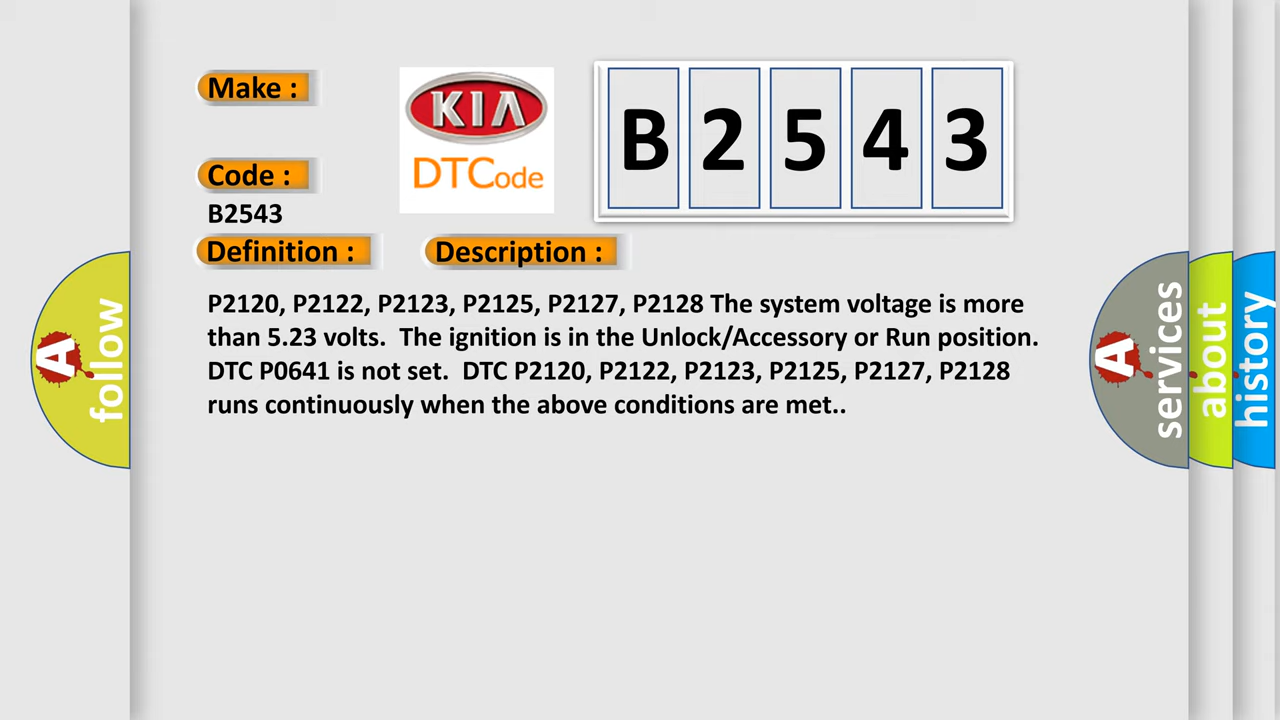 Make :
KIA
DTCode
B 2 5 4 3
Code :
B2543
Definition :
Description :
P2120, P2122, P2123, P2125, P2127, P2128 The system voltage is more
than 5.23 volts  The ignition is in the Unlock/Accessory or Run position.
DTC P0641 is not set.  DTC P2120, P2122, P2123, P2125, P2127, P2128
runs continuously when the above conditions are met..
A
follow
A
services
about
history